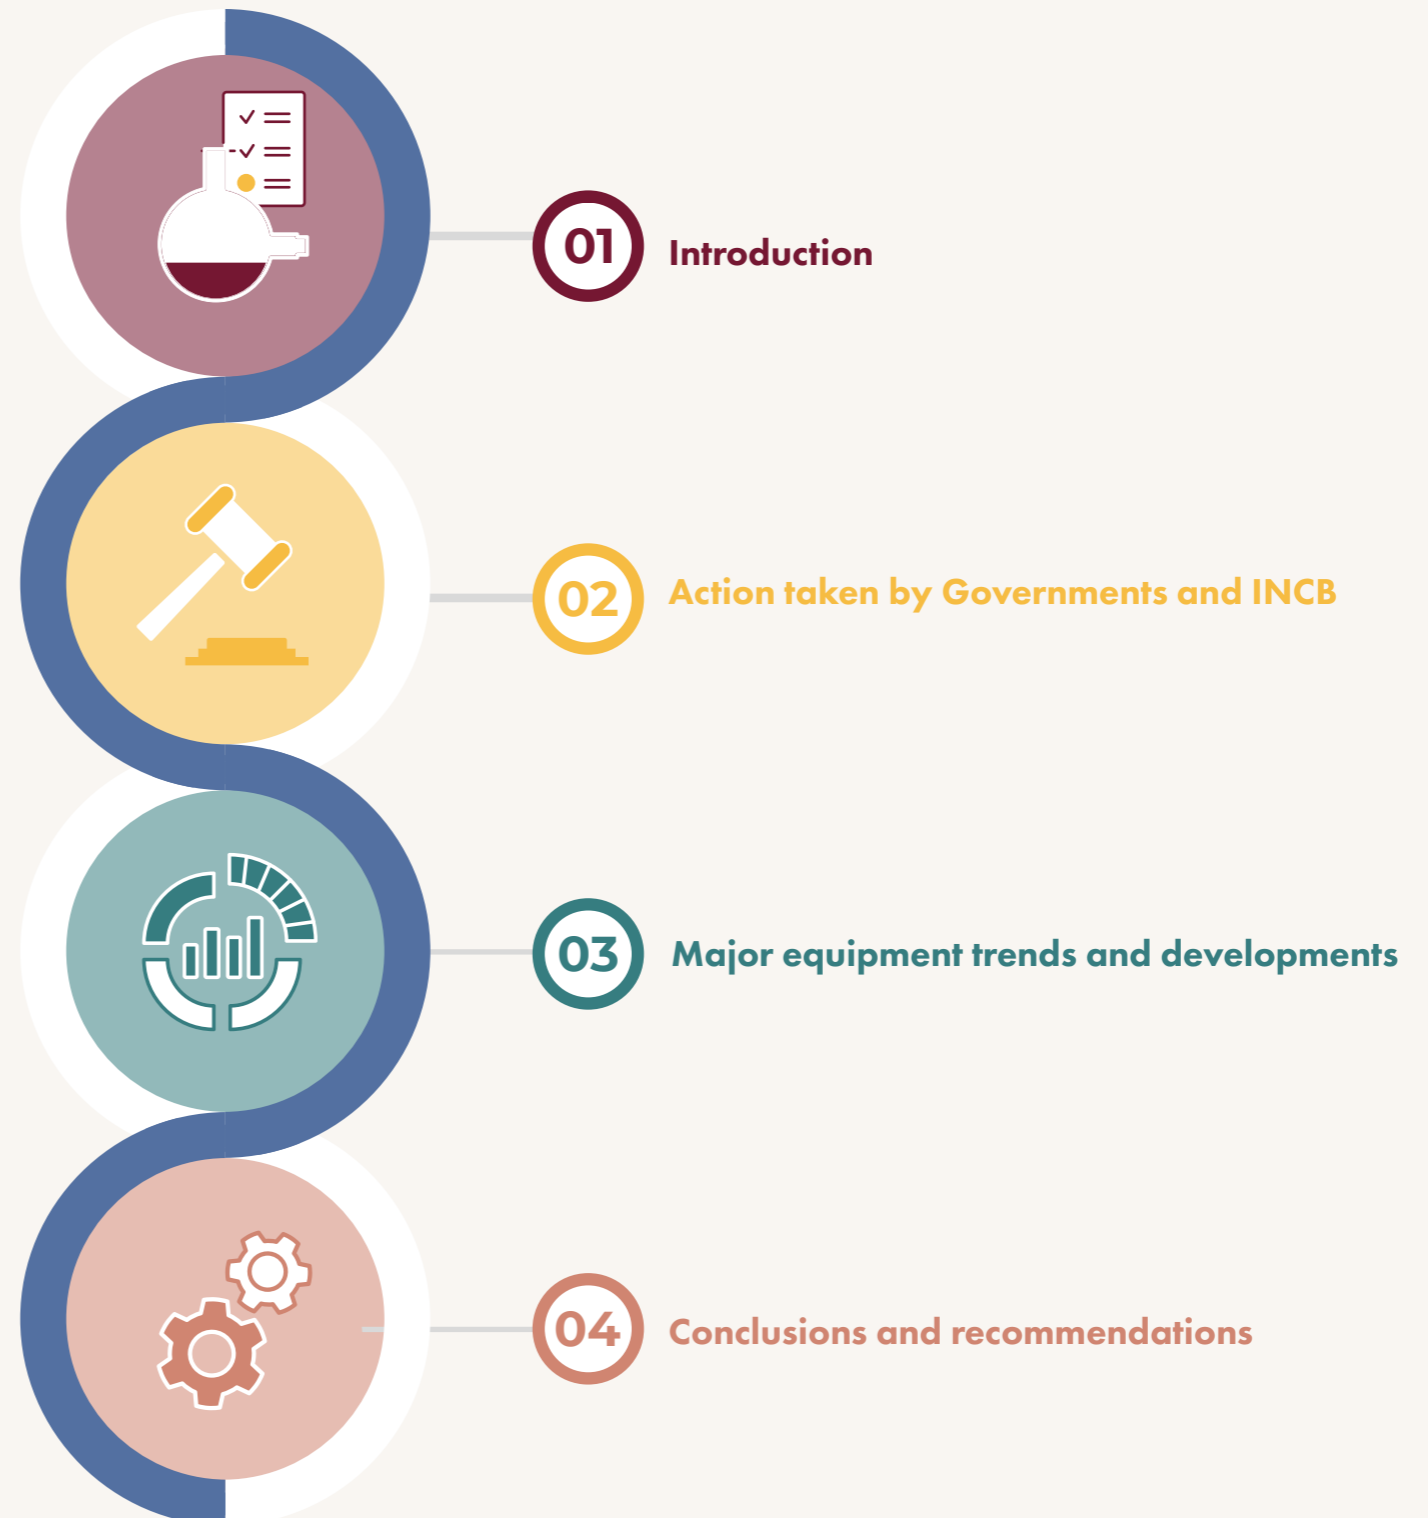 01
Introduction
02
Action taken by Governments and INCB
03
Major equipment trends and developments
04
Conclusions and recommendations